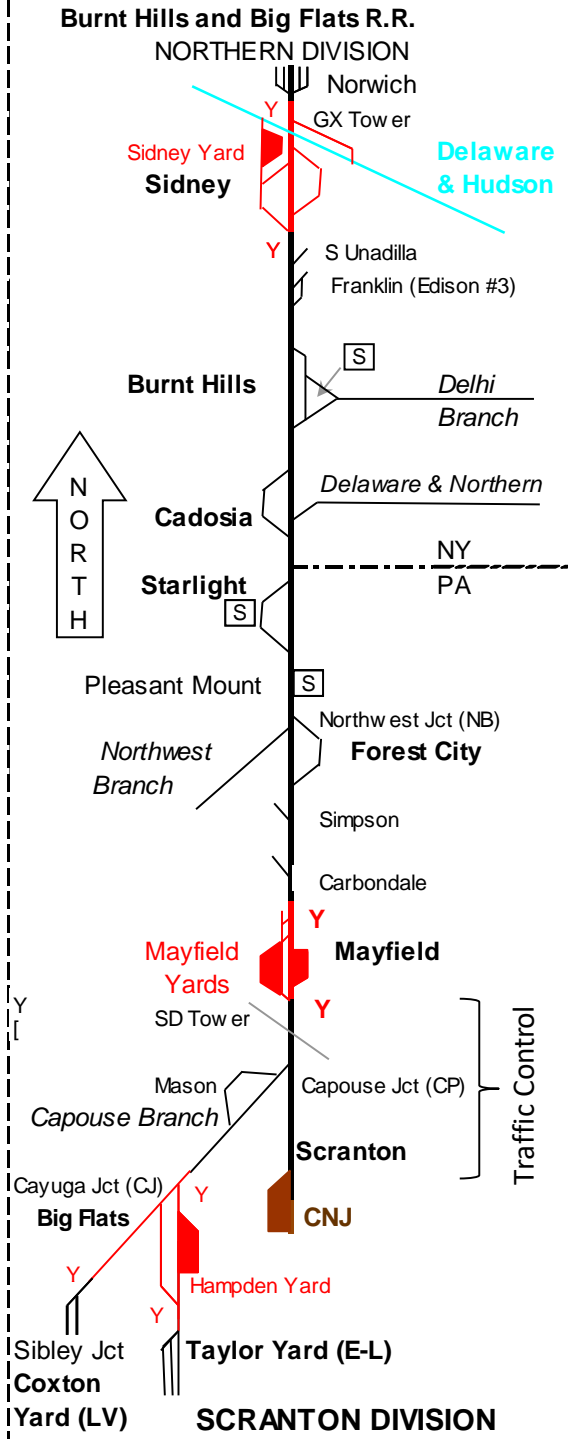 Burnt Hills and Big Flats R.R.
NORTHERN DIVISION
Norwich
Y
GX Tower
Sidney Yard
Delaware
& Hudson
Sidney
Y
S Unadilla
Franklin (Edison #3)
S
Burnt Hills
Delhi
Branch
NORTH
Delaware & Northern
Cadosia
NY
Starlight
PA
S
Pleasant Mount
S
Northwest Jct (NB)
Northwest
Branch
Forest City
Simpson
Carbondale
Y
Mayfield
Yards
Mayfield
Y
[
Y
SD Tower
Mason
Capouse Jct (CP)
Traffic Control
Capouse Branch
Scranton
Cayuga Jct (CJ)
Y
Big Flats
CNJ
Y
Hampden Yard
Y
Sibley Jct
Taylor Yard (E-L)
Coxton
Yard (LV)
SCRANTON DIVISION